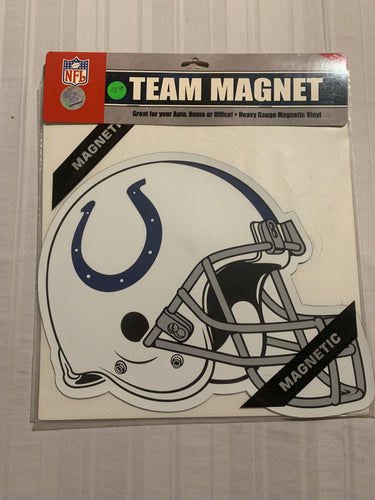 NFL
TEAM MAGNET
Great for your Auto, Home or Office! • Heavy Gauge Magnetic Vinyl
MAGNETIC
MAGNETIC